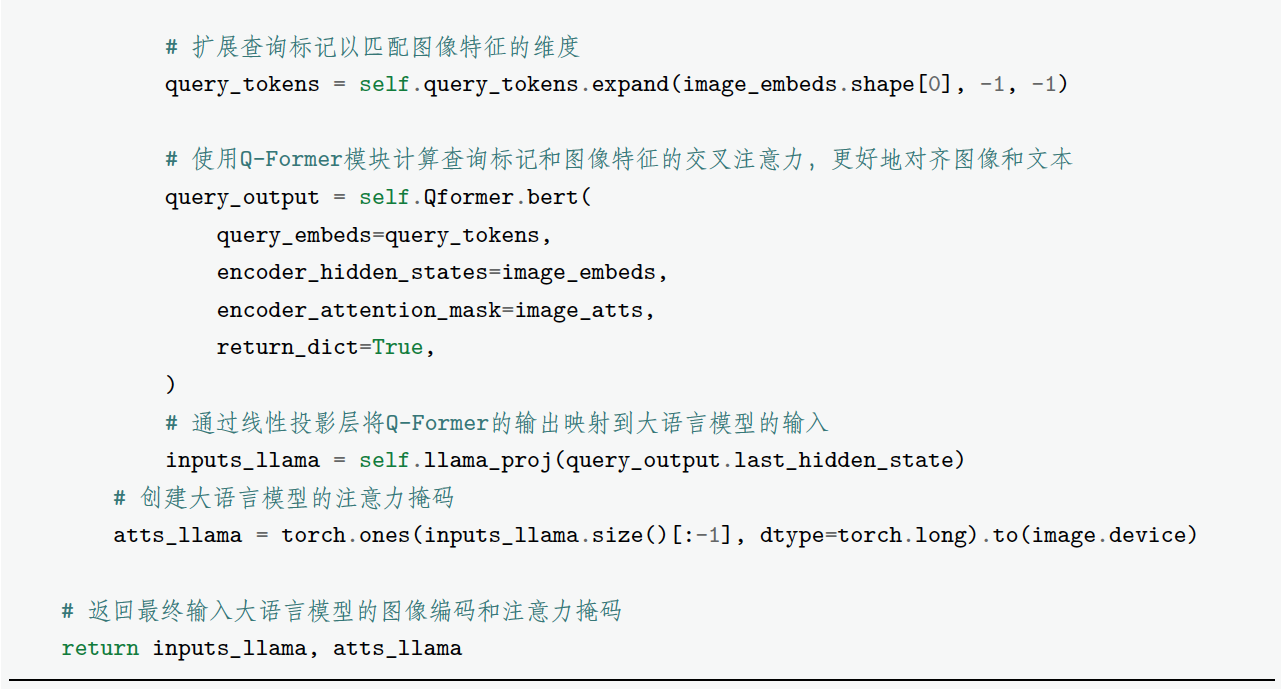 # 扩展查询标记以匹配图像特征的维度
query_tokens = self.query_tokens.expand(image_embeds.shape[0], -1, -1)
# 使用Q-Former模块计算查询标记和图像特征的交叉注意力，更好地对齐图像和文本
query_output = self.Qformer.bert(
query_embeds=query_tokens,
encoder_hidden_states=image_embeds,
encoder_attention_mask=image_atts,
return_dict=True,
)
# 通过线性投影层将Q-Former的输出映射到大语言模型的输入
inputs_llama = self.llama_proj(query_output.last_hidden_state)
# 创建大语言模型的注意力掩码
atts_llama = torch.ones(inputs_llama.size()[:-1], dtype=torch.long).to(image.device)
# 返回最终输入大语言模型的图像编码和注意力掩码
return inputs_llama, atts_llama